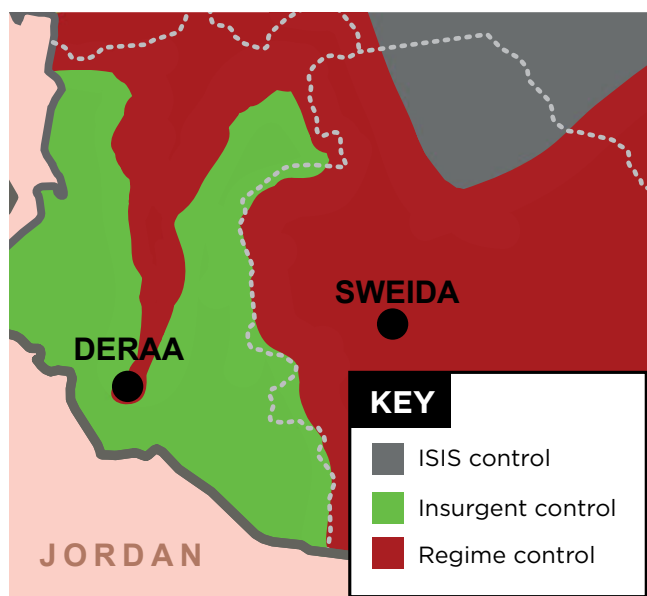 SWEIDA
DERAA
JORDAN
KEY
ISIS control
Insurgent control
Regime control